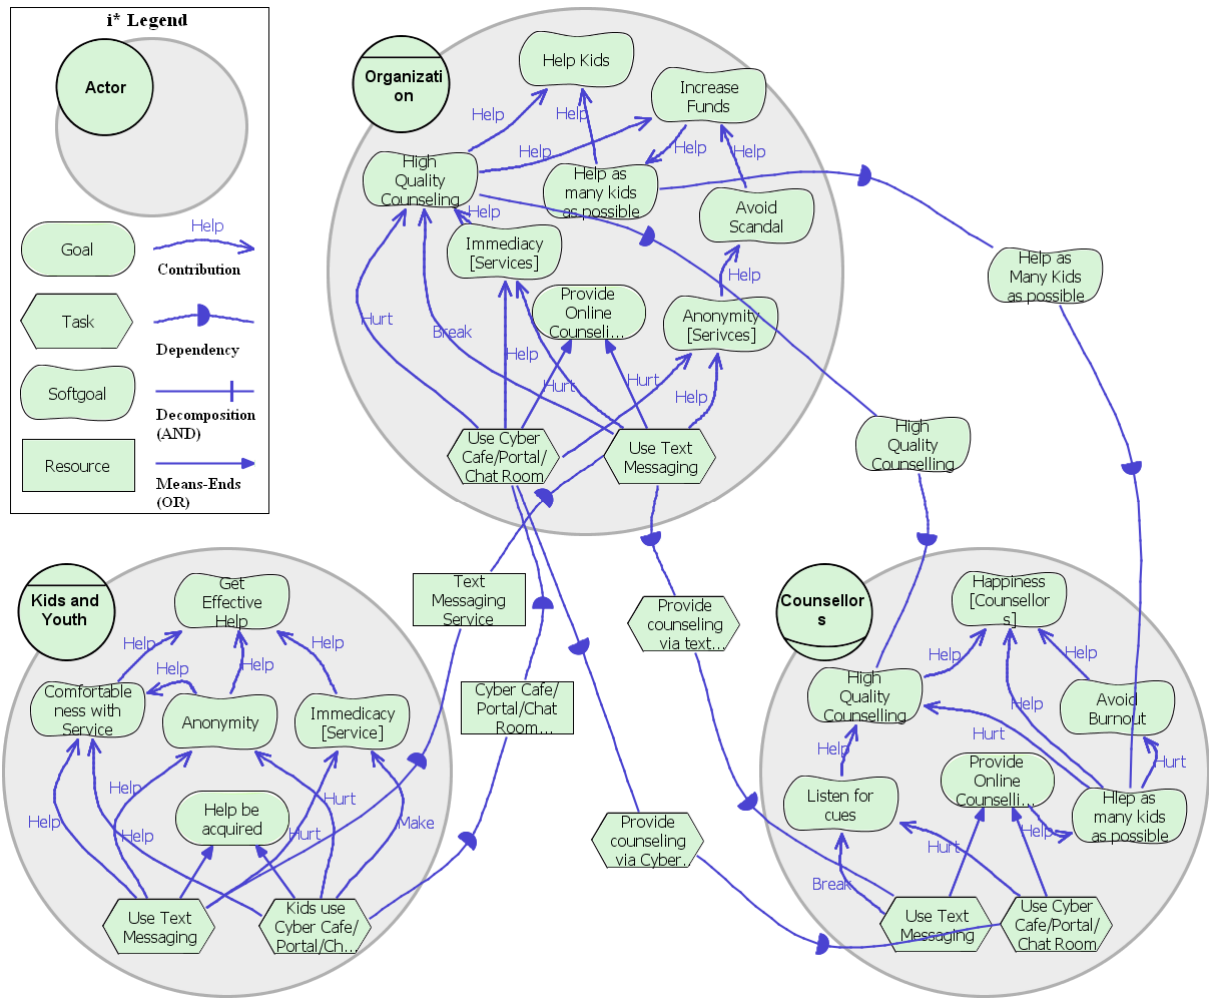 i* Legend
Actor
Goal
Help
Contribution
Task
Dependency
Softgoal
Decomposition
(AND)
Resource
Means-Ends
(OR)
Organizati
on
Help Kids
Increase
Funds
Help
Help
Help
Help
Help
High
Quality
Counseling
Help as
many kids
as possible
Avoid
Scandal
Help
Immediacy
[Services]
Help
Provide
Online
Counseli...
Anonymity
[Serivces]
Hurt
Break
Help
Hurt
Hurt
Help
Use Cyber
Cafe/Portal/
Chat Room
Use Text
Messaging
Help as
Many Kids
as possible
High
Quality
Counselling
Text
Messaging
Service
Provide
counseling
via text...
Cyber Cafe/
Portal/Chat
Room...
Provide
counseling
via Cyber.
Kids and
Youth
Get
Effective
Help
Help
Help
Help
Help
Comfortable
ness with
Service
Anonymity
Immedicacy
[Service]
Help
Hurt
Help be
acquired
Help
Help
Hurt
Make
Use Text
Messaging
Kids use
Cyber Cafe/
Portal/Ch...
Counsellor
s
Happiness
[Counsellor
s]
Help
Help
High
Quality
Counselling
Help
Avoid
Burnout
Help
Hurt
Hurt
Provide
Online
Counselli...
Listen for
cues
Hlep as
many kids
as possible
Help
Hurt
Break
Use Text
Messaging
Use Cyber
Cafe/Portal/
Chat Room